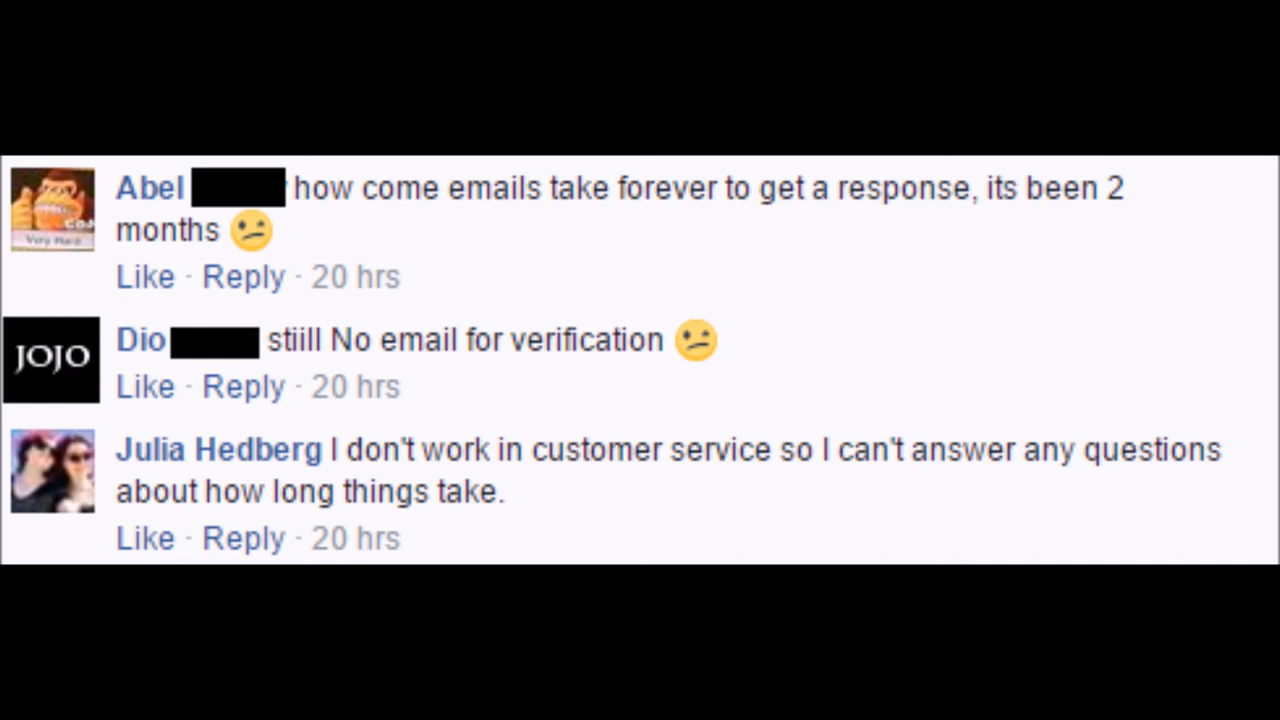 Abel how come emails take forever to get a response, its been 2
months
Like · Reply · 20 hrs
JOJO
Dio stiill No email for verification
Like · Reply · 20 hrs
Julia Hedberg I don't work in customer service so I can't answer any questions
about how long things take.
Like · Reply · 20 hrs